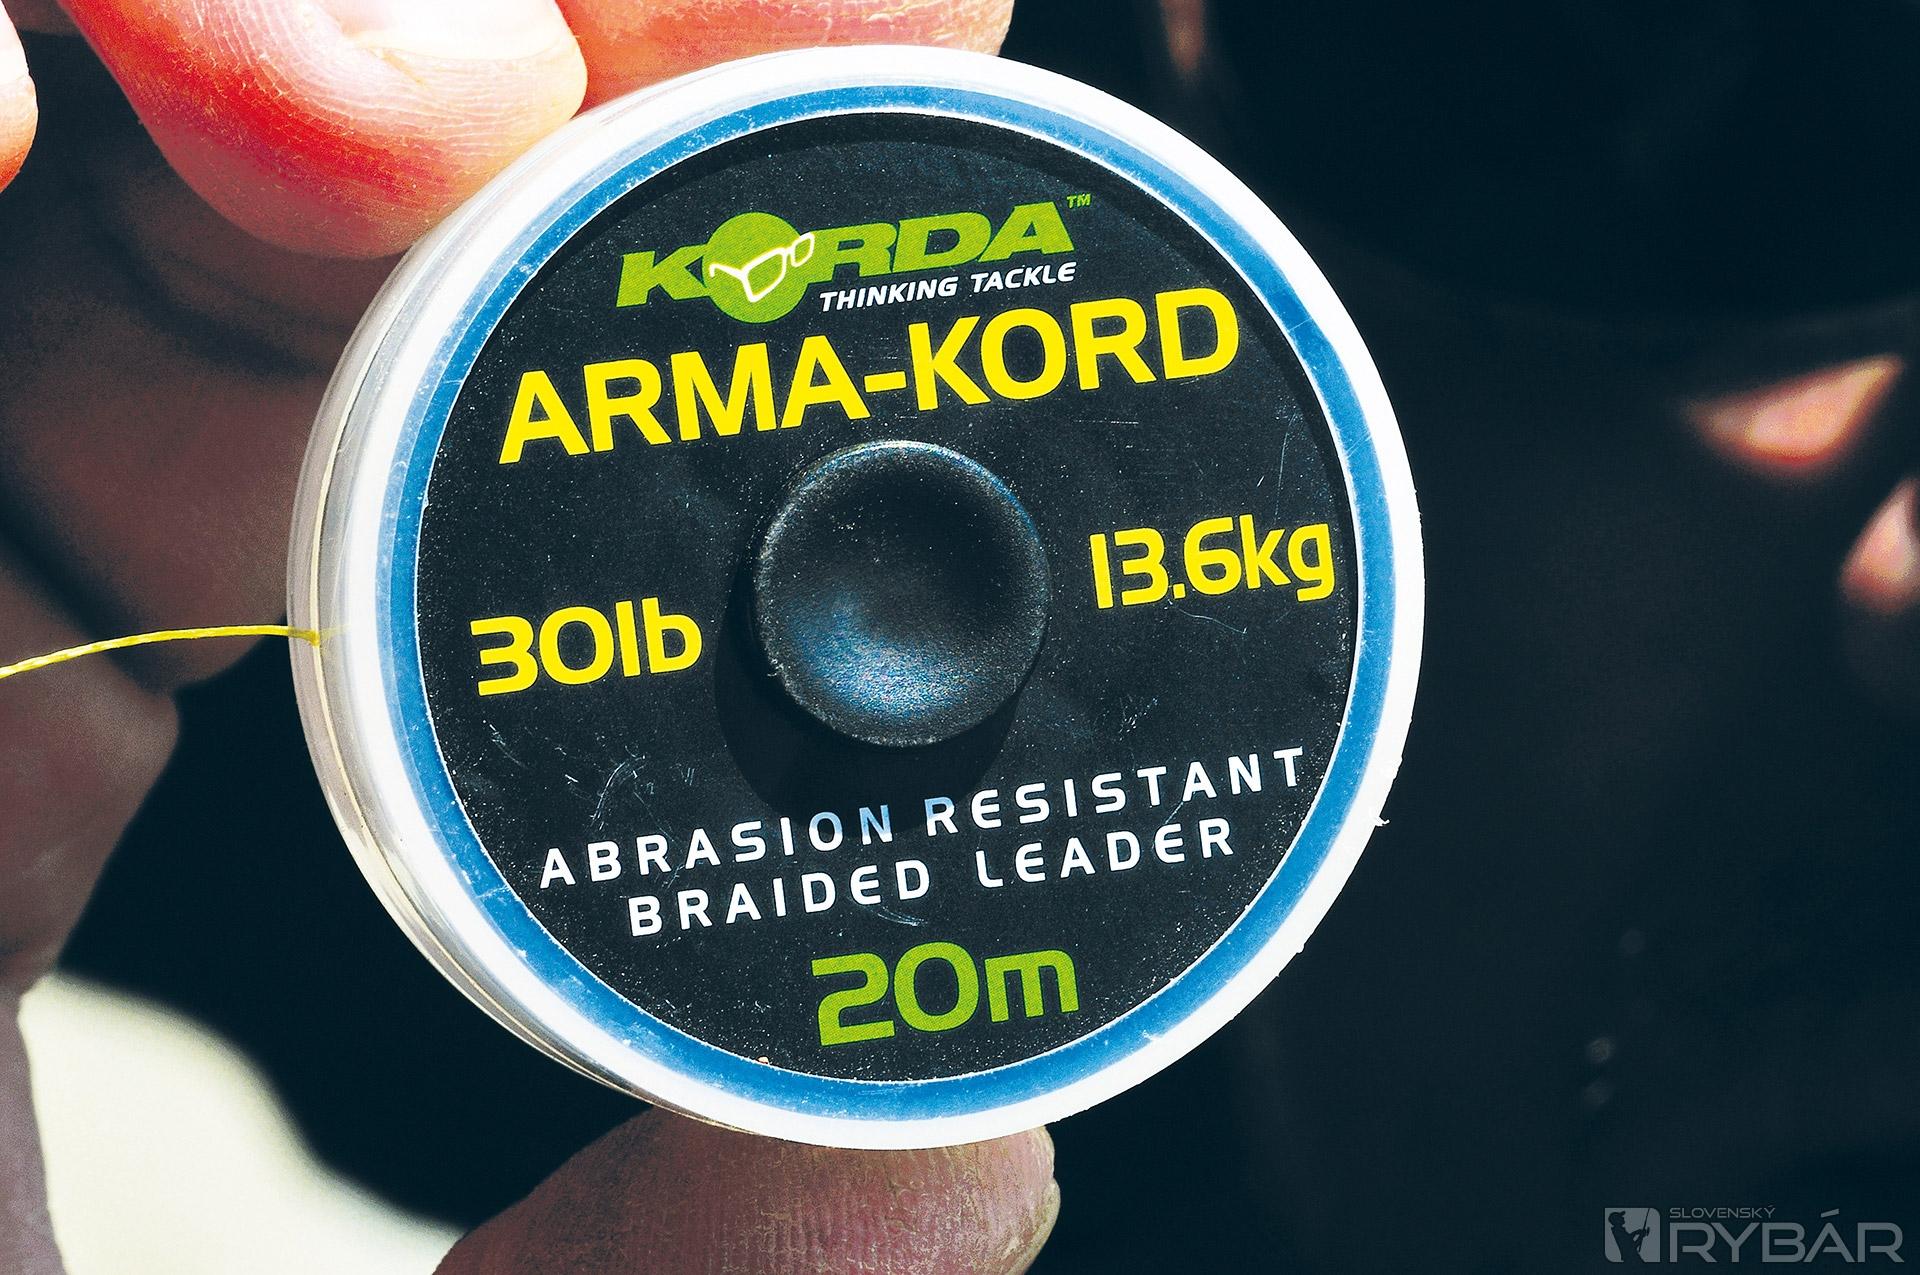 KORDA™
THINKING TACKLE
ARMA-KORD
30lb 13.6kg
ABRASION RESISTANT
BRAIDED LEADER
20m
SLOVENSKÝ
RYBÁR